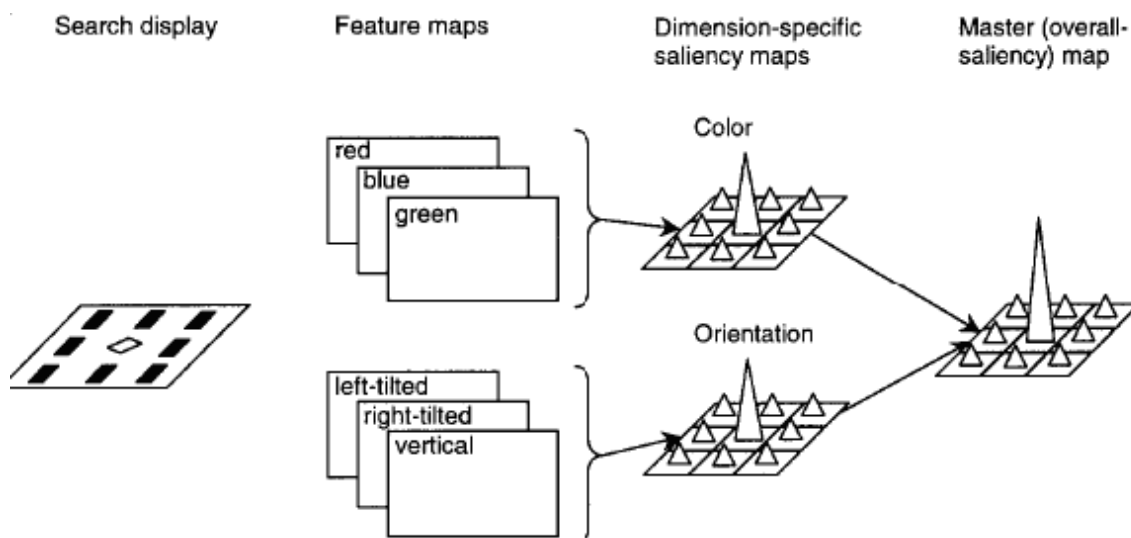 Search display
Feature maps
Dimension-specific
saliency maps
Master (overall-
saliency) map
Color
red
blue
green
Orientation
left-tilted
right-tilted
vertical